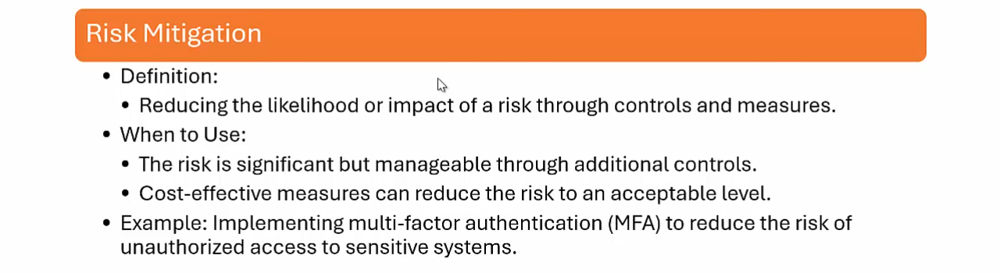 Risk Mitigation
• Definition:
• Reducing the likelihood or impact of a risk through controls and measures.
• When to Use:
• The risk is significant but manageable through additional controls.
• Cost-effective measures can reduce the risk to an acceptable level.
• Example: Implementing multi-factor authentication (MFA) to reduce the risk of
unauthorized access to sensitive systems.